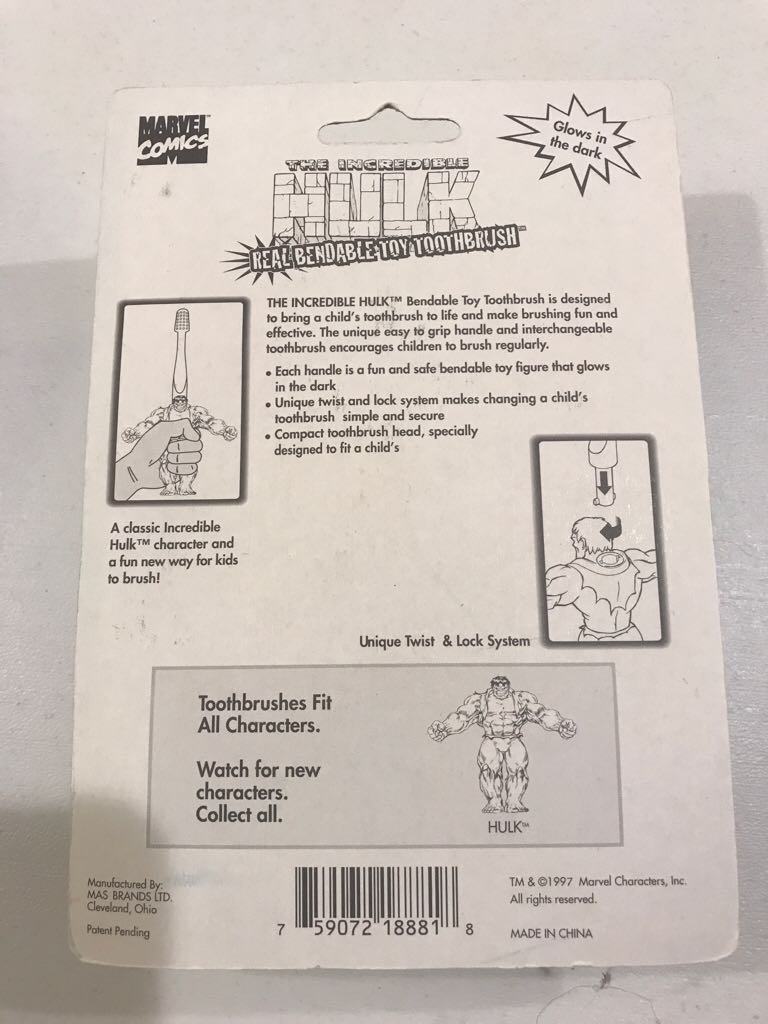 MARVEL
COMICS
Glows in
the dark
THE INCREDIBLE
HULK
REAL BENDABLE TOY TOOTHBRUSH™
THE INCREDIBLE HULK™ Bendable Toy Toothbrush is designed
to bring a child's toothbrush to life and make brushing fun and
effective. The unique easy to grip handle and interchangeable
toothbrush encourages children to brush regularly.
• Each handle is a fun and safe bendable toy figure that glows
in the dark
• Unique twist and lock system makes changing a child's
toothbrush simple and secure
• Compact toothbrush head, specially
designed to fit a child's
A classic Incredible
Hulk™ character and
a fun new way for kids
to brush!
Unique Twist & Lock System
Toothbrushes Fit
All Characters.
Watch for new
characters.
Collect all.
HULK™
Manufactured By:
MAS BRANDS LTD.
Cleveland, Ohio
Patent Pending
7 59072 18881 8
TM & ©1997 Marvel Characters, Inc.
All rights reserved.
MADE IN CHINA